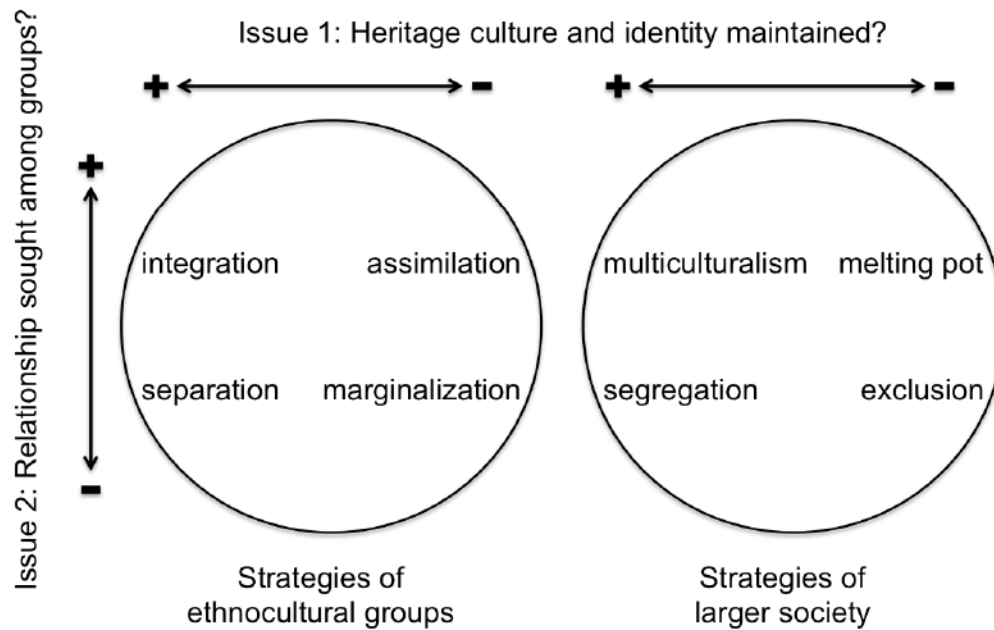 Issue 1: Heritage culture and identity maintained?
+ - + -
Issue 2: Relationship sought among groups?
+
-
integration assimilation
separation marginalization
multiculturalism melting pot
segregation exclusion
Strategies of
ethnocultural groups
Strategies of
larger society